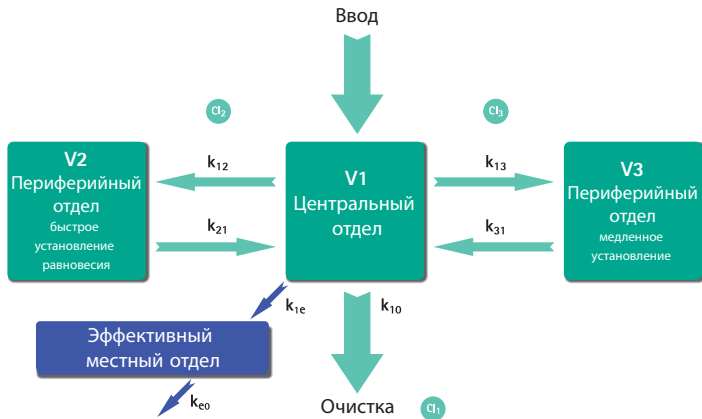 Ввод
Cl₂
Cl₃
V2
Периферийный
отдел
быстрое
установление
равновесия
k₁₂
k₂₁
V1
Центральный
отдел
k₁₃
k₃₁
V3
Периферийный
отдел
медленное
установление
k₁ₑ
k₁₀
Эффективный
местный отдел
kₑ₀
Очистка
Cl₁